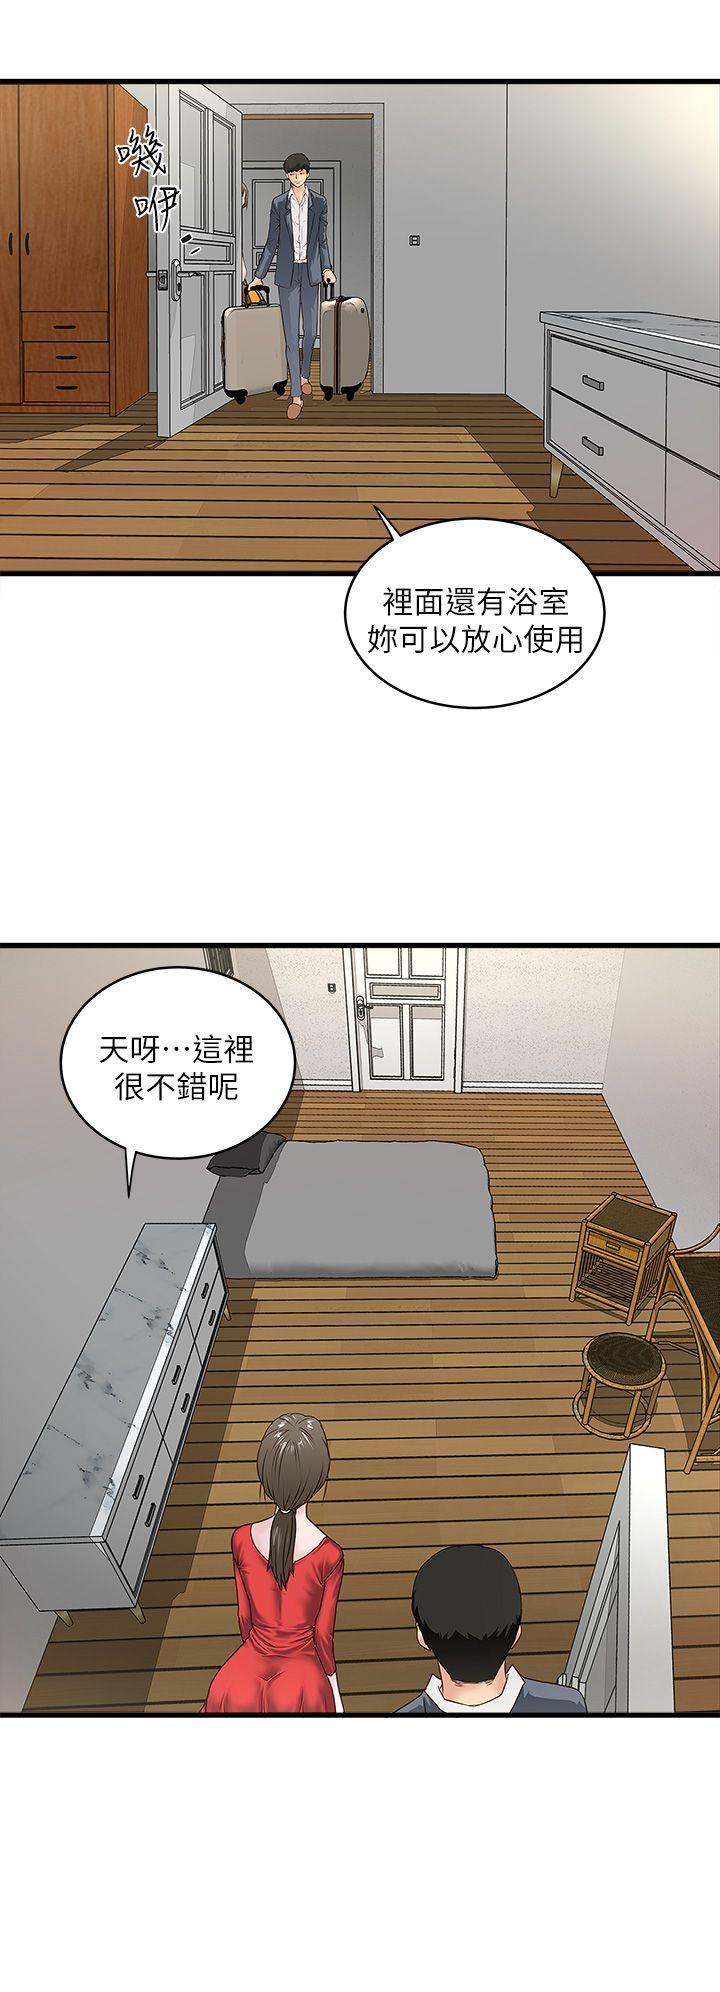 嘰
咿
裡面還有浴室
妳可以放心使用
天呀⋯這裡
很不錯呢